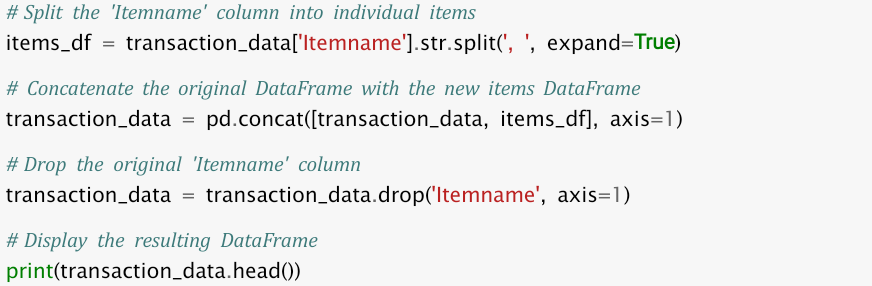 # Split the 'Itemname' column into individual items
items_df = transaction_data['Itemname'].str.split(', ', expand=True)
# Concatenate the original DataFrame with the new items DataFrame
transaction_data = pd.concat([transaction_data, items_df], axis=1)
# Drop the original 'Itemname' column
transaction_data = transaction_data.drop('Itemname', axis=1)
# Display the resulting DataFrame
print(transaction_data.head())